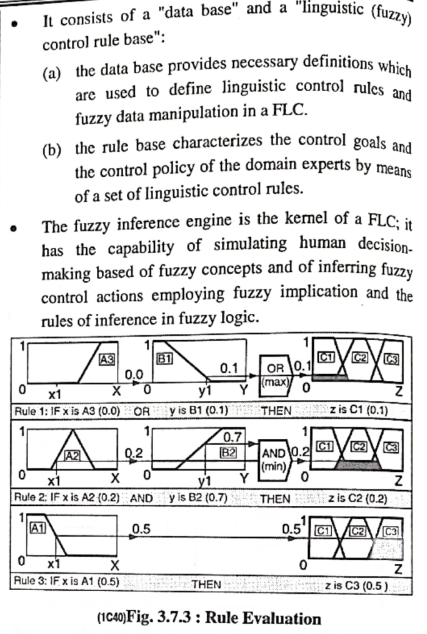 • It consists of a "data base" and a "linguistic (fuzzy)
control rule base":
(a) the data base provides necessary definitions which
are used to define linguistic control rules and
fuzzy data manipulation in a FLC.
(b) the rule base characterizes the control goals and
the control policy of the domain experts by means
of a set of linguistic control rules.
• The fuzzy inference engine is the kernel of a FLC; it
has the capability of simulating human decision-
making based of fuzzy concepts and of inferring fuzzy
control actions employing fuzzy implication and the
rules of inference in fuzzy logic.
1 A3 0.0 1 B1 0.1 OR (max) 0.1 1 C1 C2 C3
0 x1 X 0 y1 Y 0 Z
Rule 1: IF x is A3 (0.0) OR y is B1 (0.1) THEN z is C1 (0.1)
1 A2 0.2 1 0.7 B2 AND (min) 0.2 1 C1 C2 C3
0 x1 X 0 y1 Y 0 Z
Rule 2: IF x is A2 (0.2) AND y is B2 (0.7) THEN z is C2 (0.2)
1 A1 0.5 0.5 1 C1 C2 C3
0 x1 X 0 Z
Rule 3: IF x is A1 (0.5) THEN z is C3 (0.5)
(1C40)Fig. 3.7.3 : Rule Evaluation